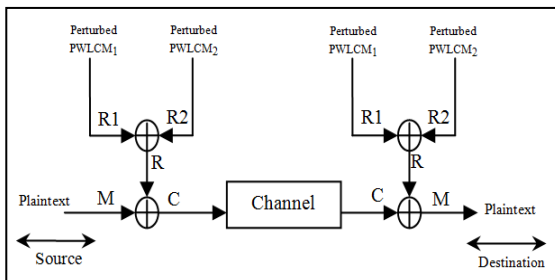 Perturbed Perturbed Perturbed Perturbed
PWLCM1 PWLCM2 PWLCM1 PWLCM2
R1 R2 R1 R2
R R
Plaintext M C Channel C M Plaintext
Source Destination